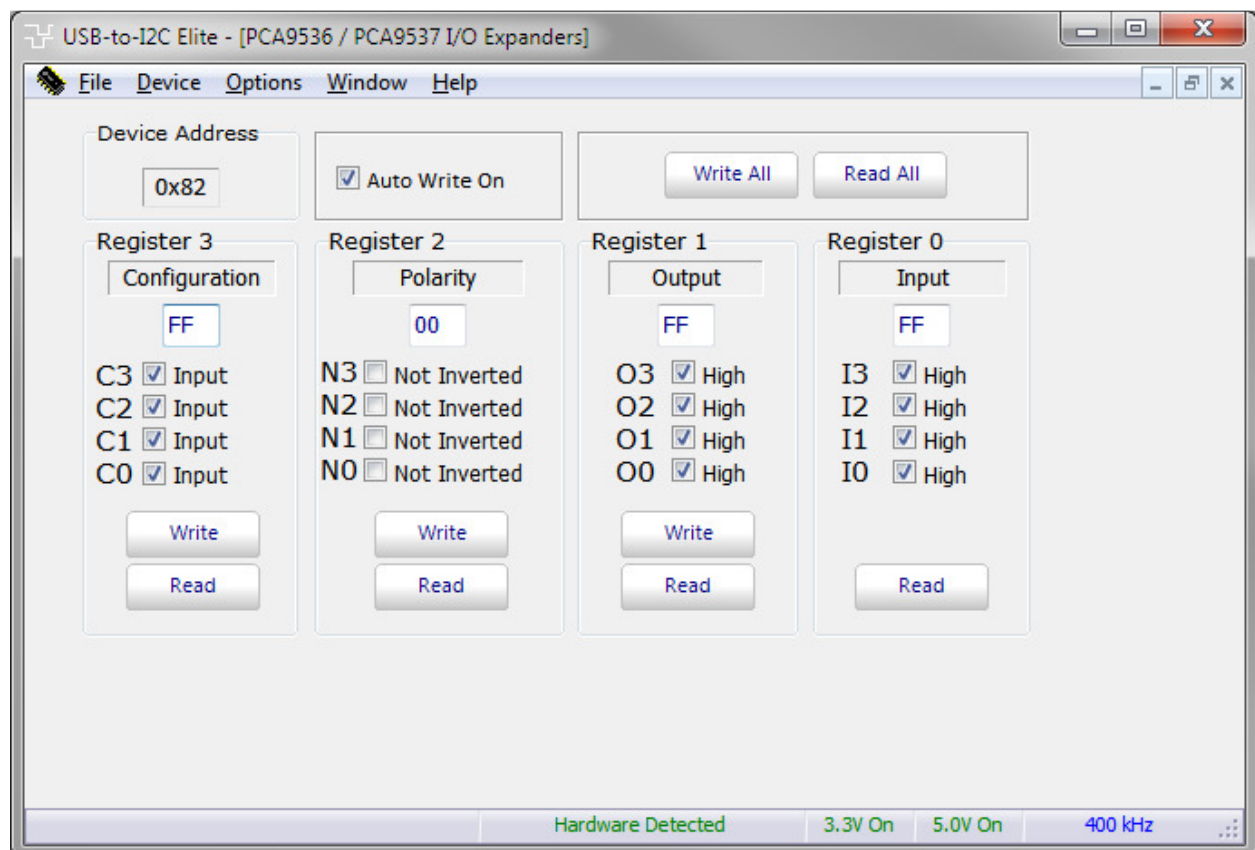 USB-to-I2C Elite - [PCA9536 / PCA9537 I/O Expanders]
File Device Options Window Help
Device Address
0x82
Auto Write On
Write All Read All
Register 3 Register 2 Register 1 Register 0
Configuration Polarity Output Input
FF 00 FF FF
C3 Input N3 Not Inverted O3 High I3 High
C2 Input N2 Not Inverted O2 High I2 High
C1 Input N1 Not Inverted O1 High I1 High
C0 Input N0 Not Inverted O0 High I0 High
Write Write Write
Read Read Read Read
Hardware Detected 3.3V On 5.0V On 400 kHz